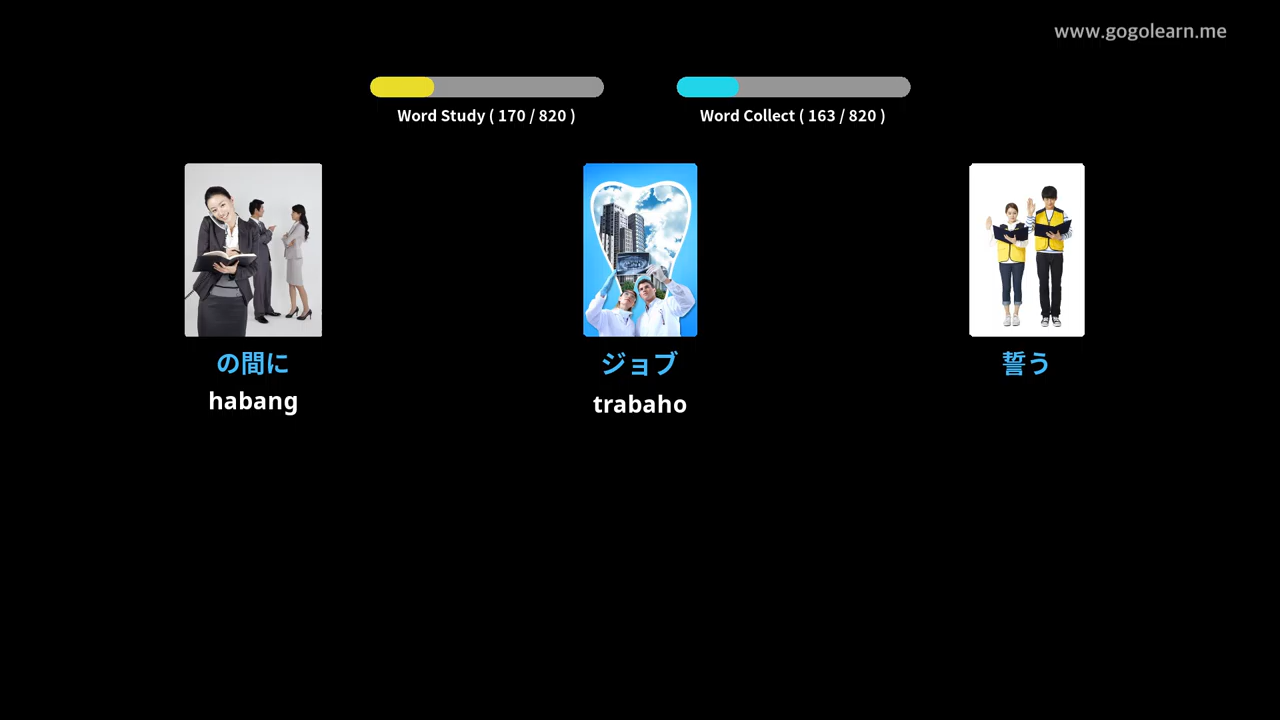 www.gogolearn.me
Word Study ( 170 / 820 )
Word Collect ( 163 / 820 )
の間に
habang
ジョブ
trabaho
誓う